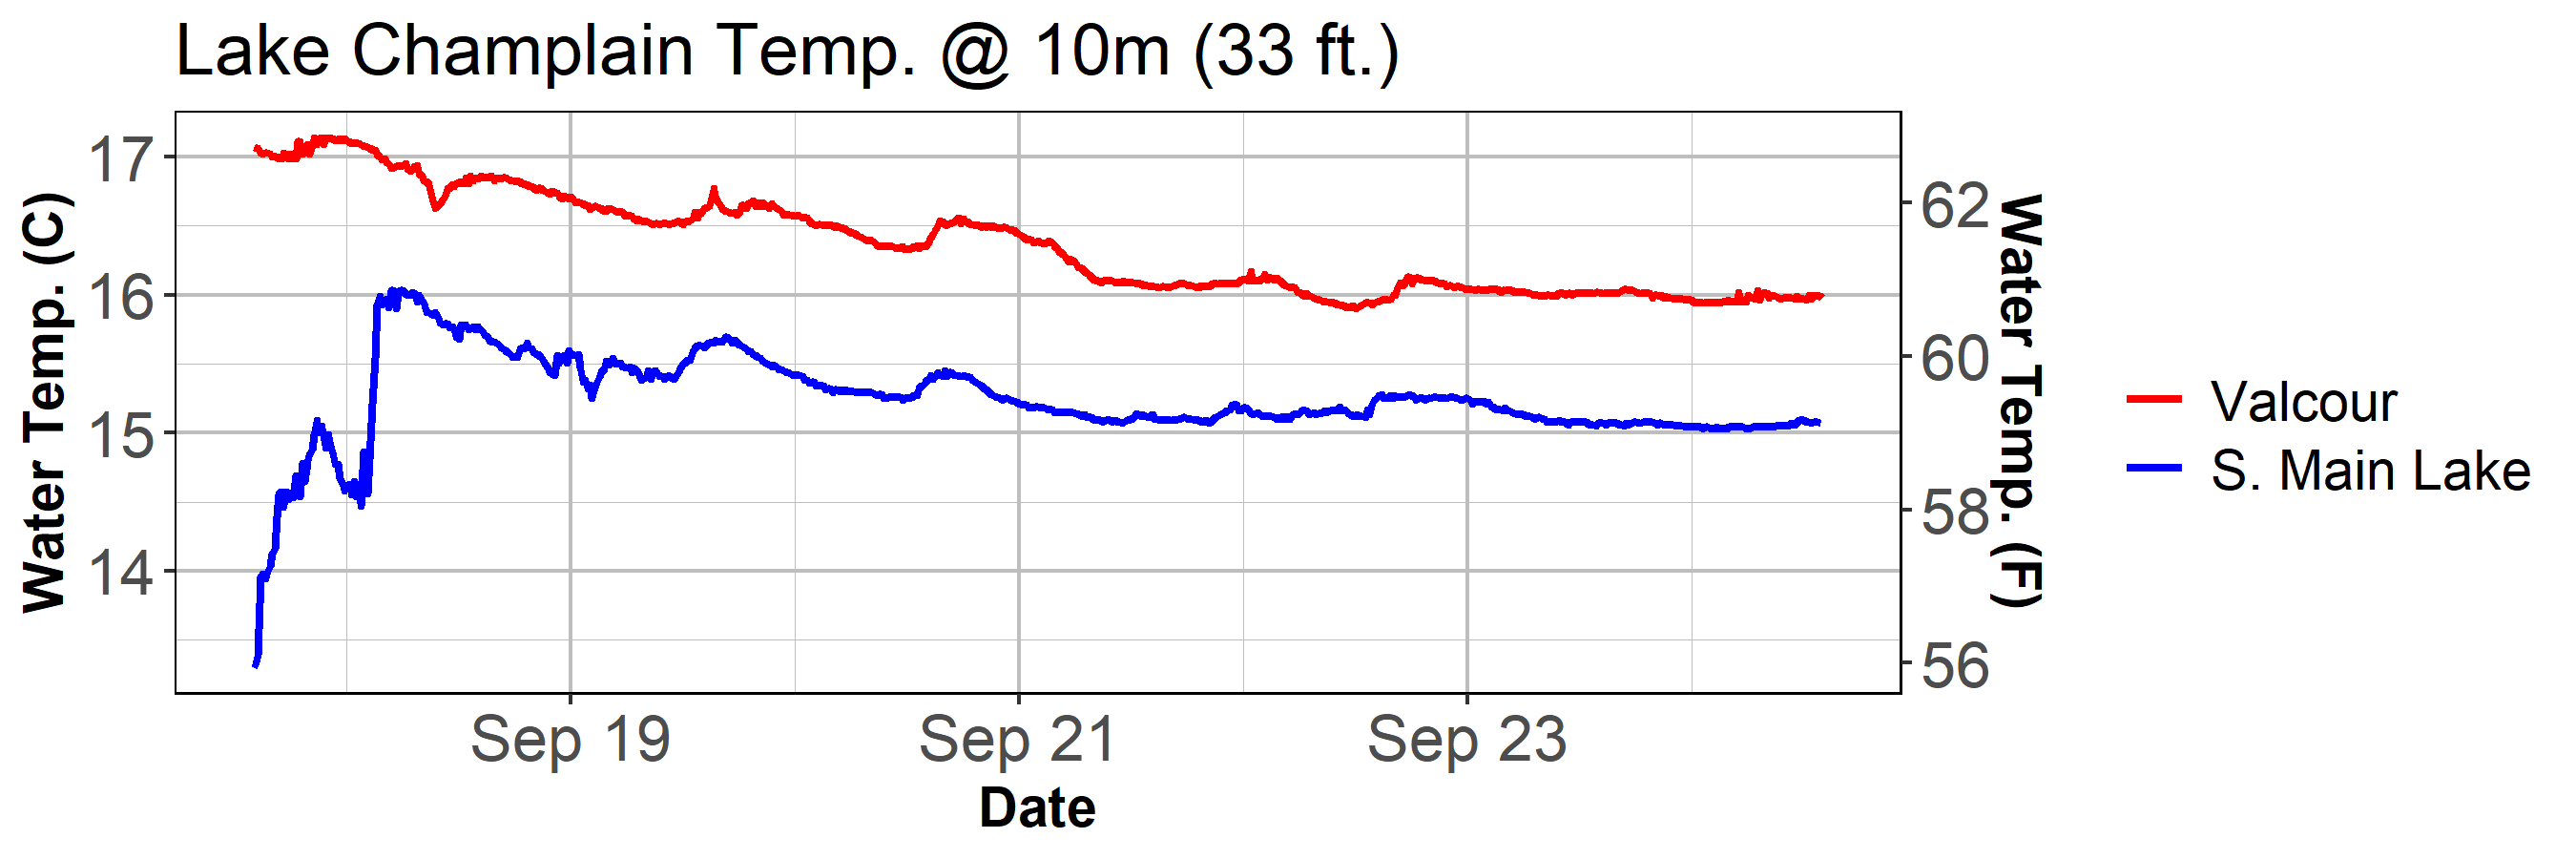 Lake Champlain Temp. @ 10m (33 ft.)
Water Temp. (C)
17
16
15
14
62
60
58
56
Water Temp. (F)
Sep 19
Sep 21
Sep 23
Date
Valcour
S. Main Lake